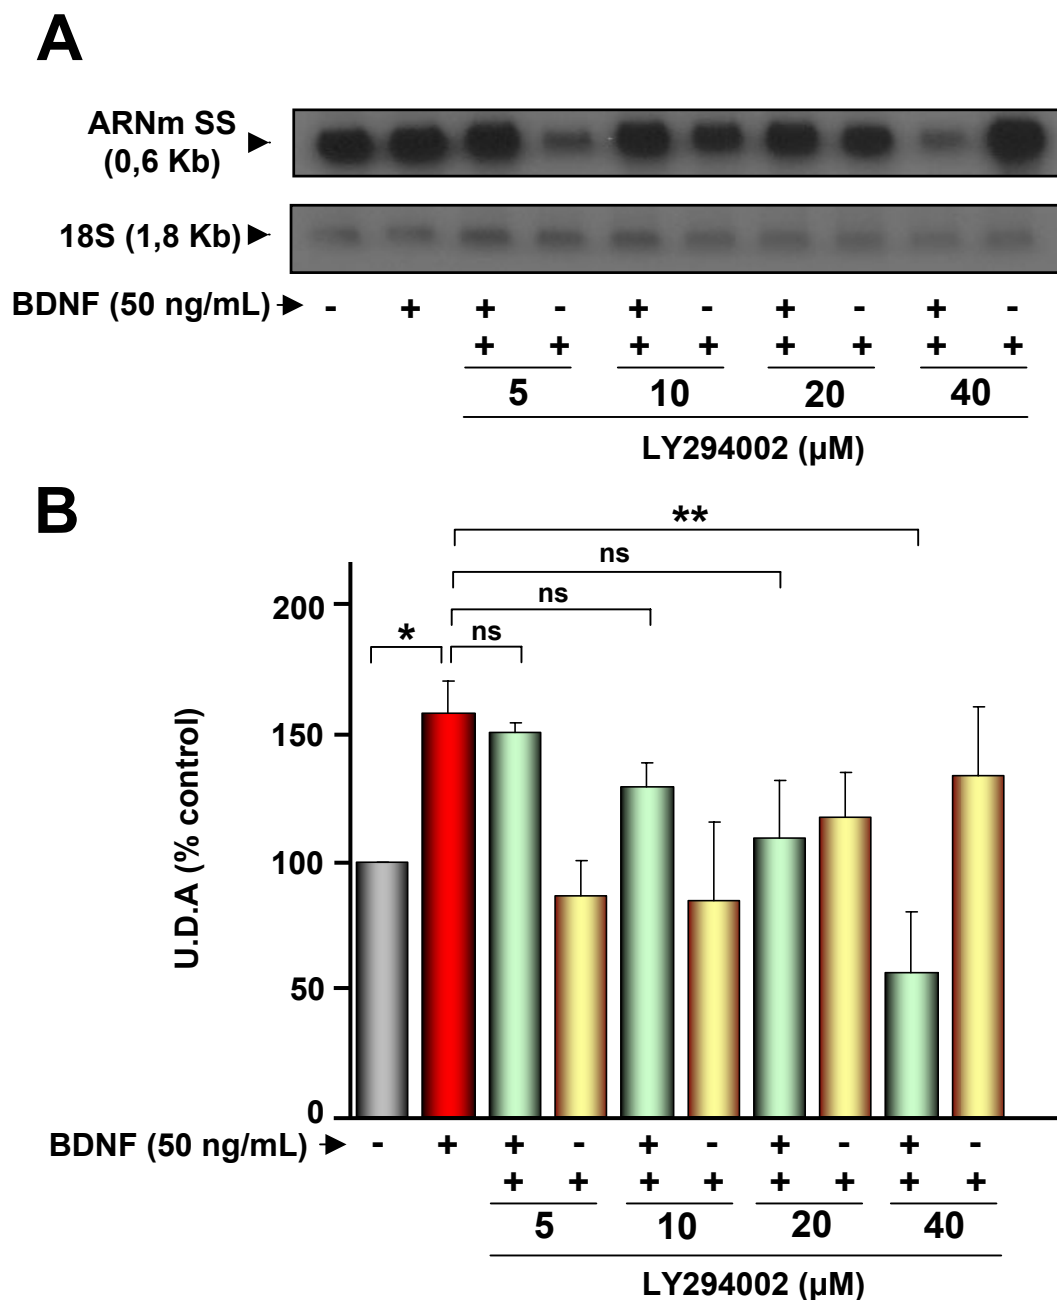 A
ARNm SS
(0,6 Kb)
18S (1,8 Kb)
BDNF (50 ng/mL) - + + - + - + - + -
+ + + + + + + +
5 10 20 40
LY294002 (µM)
B
**
ns
ns
* ns
200
150
100
50
0
U.D.A (% control)
BDNF (50 ng/mL) - + + - + - + - + -
+ + + + + + + +
5 10 20 40
LY294002 (µM)